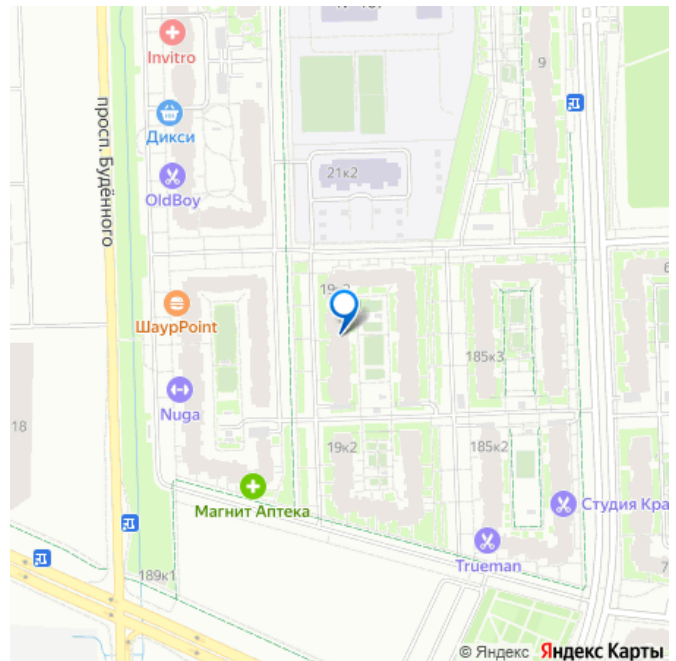 Invitro
9
просп. Будённого
Дикси
21к2
OldBoy
ШаурPoint
185к3
Nuga
18
19к2
185к2
Магнит Аптека
Студия Кра
Trueman
189к1
© Яндекс Яндекс Карты